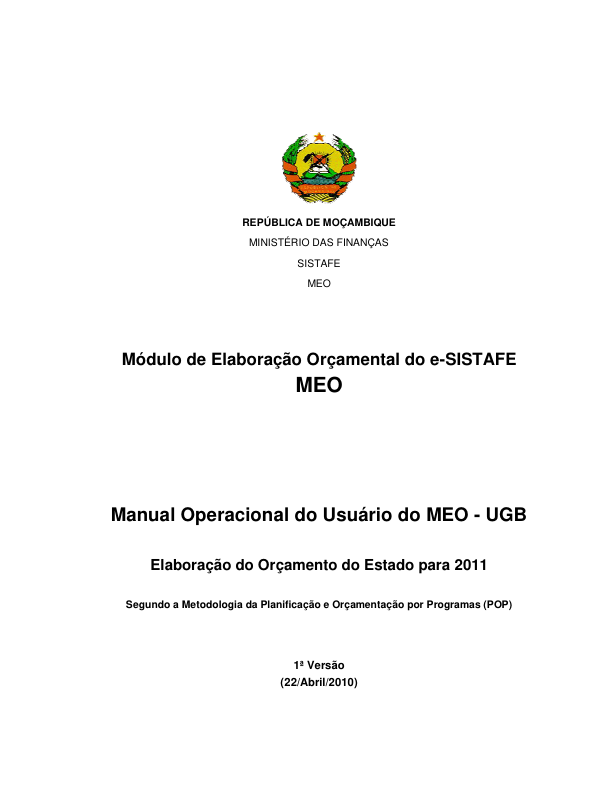 REPÚBLICA DE MOÇAMBIQUE
MINISTÉRIO DAS FINANÇAS
SISTAFE
MEO
Módulo de Elaboração Orçamental do e-SISTAFE
MEO
Manual Operacional do Usuário do MEO - UGB
Elaboração do Orçamento do Estado para 2011
Segundo a Metodologia da Planificação e Orçamentação por Programas (POP)
1ª Versão
(22/Abril/2010)